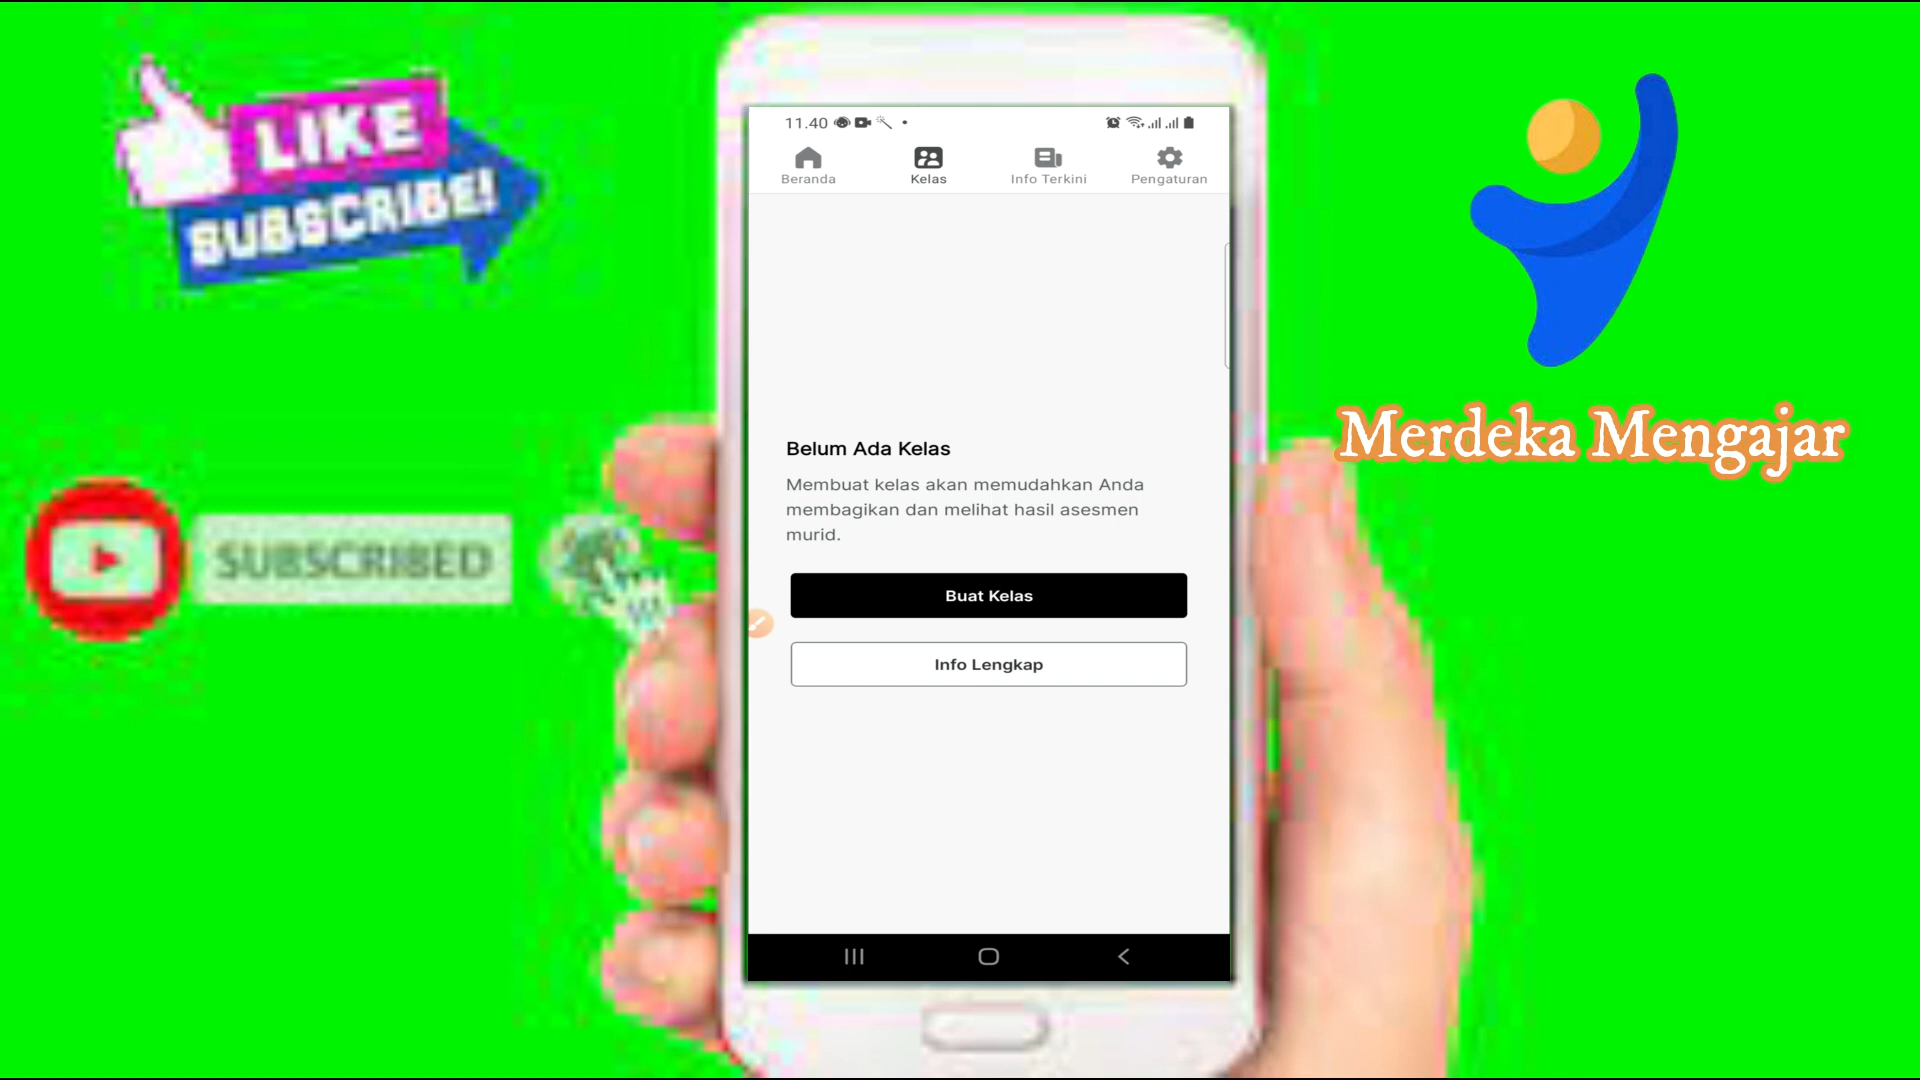 LIKE
SUBSCRIBE!
SUBSCRIBED
11.40
Beranda
Kelas
Info Terkini
Pengaturan
Belum Ada Kelas
Membuat kelas akan memudahkan Anda
membagikan dan melihat hasil asesmen
murid.
Buat Kelas
Info Lengkap
Merdeka Mengajar